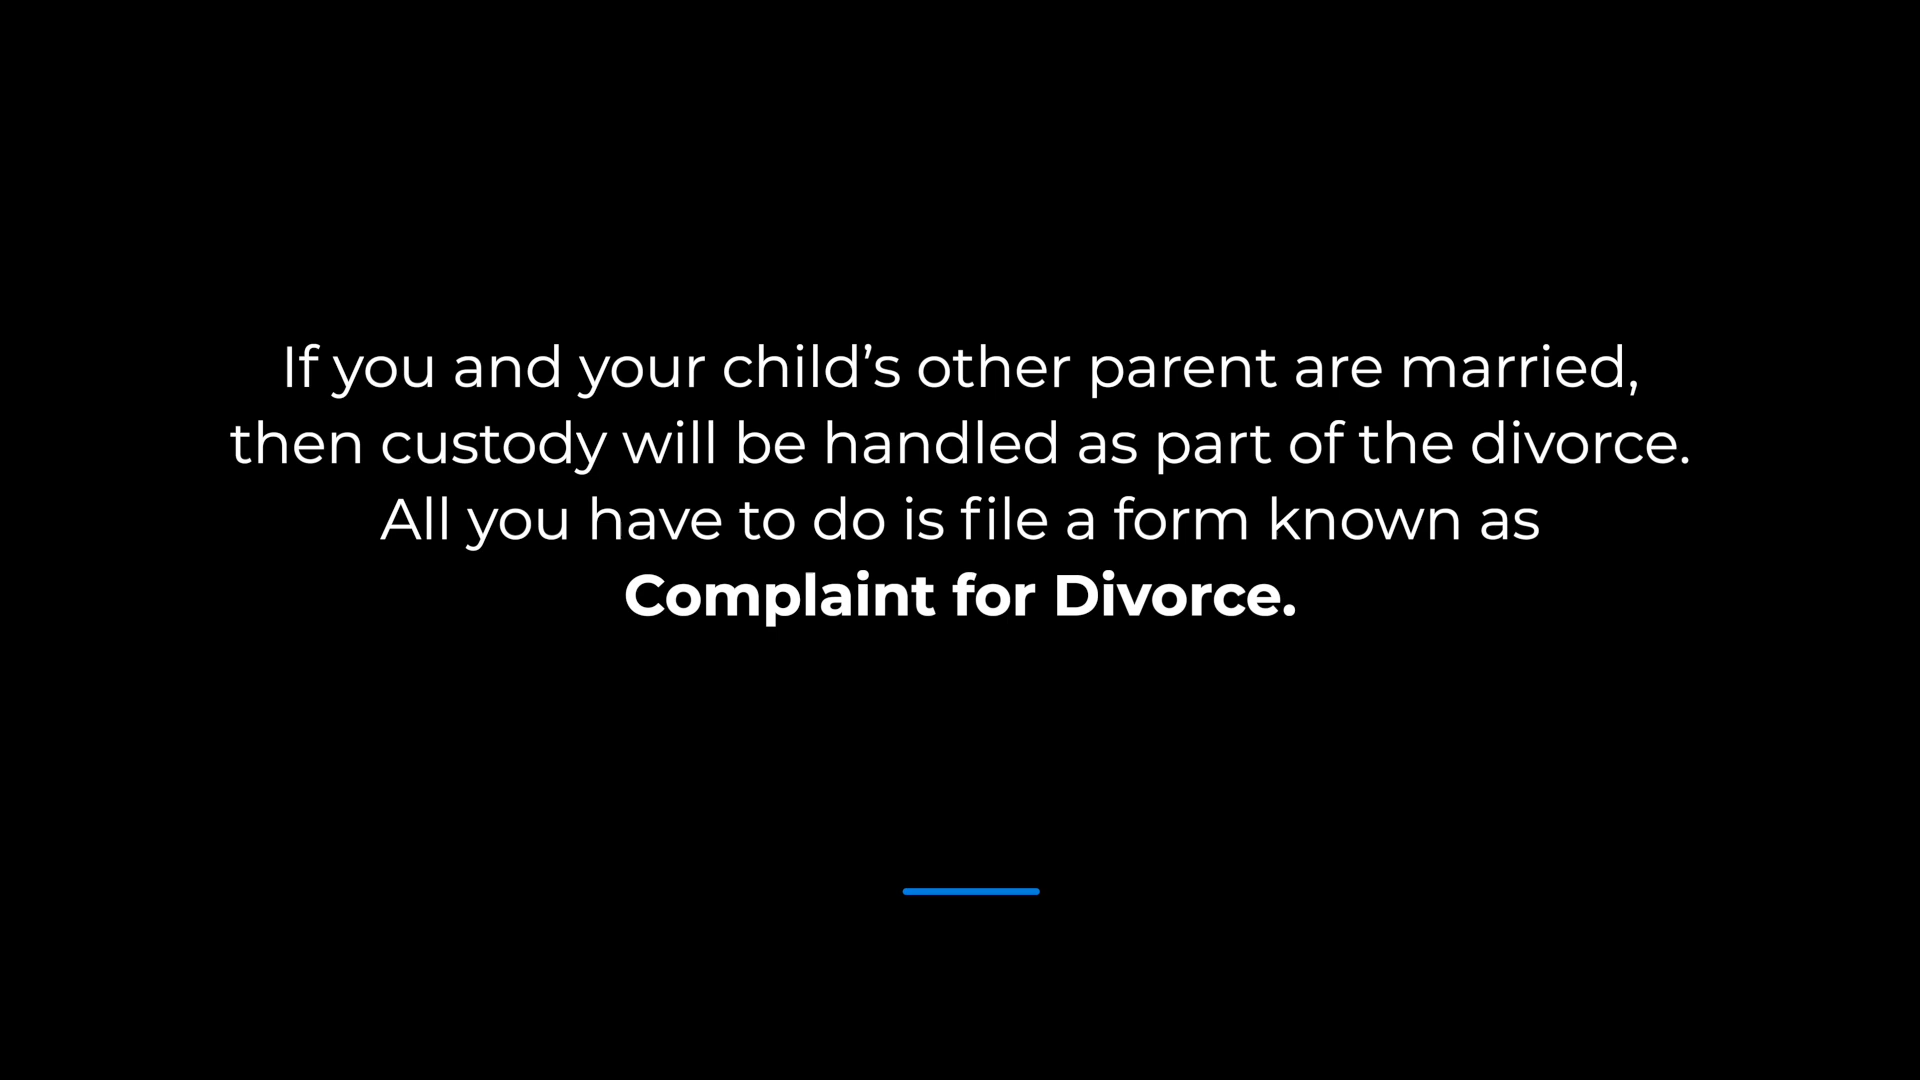 If you and your child’s other parent are married,
then custody will be handled as part of the divorce.
All you have to do is file a form known as
Complaint for Divorce.